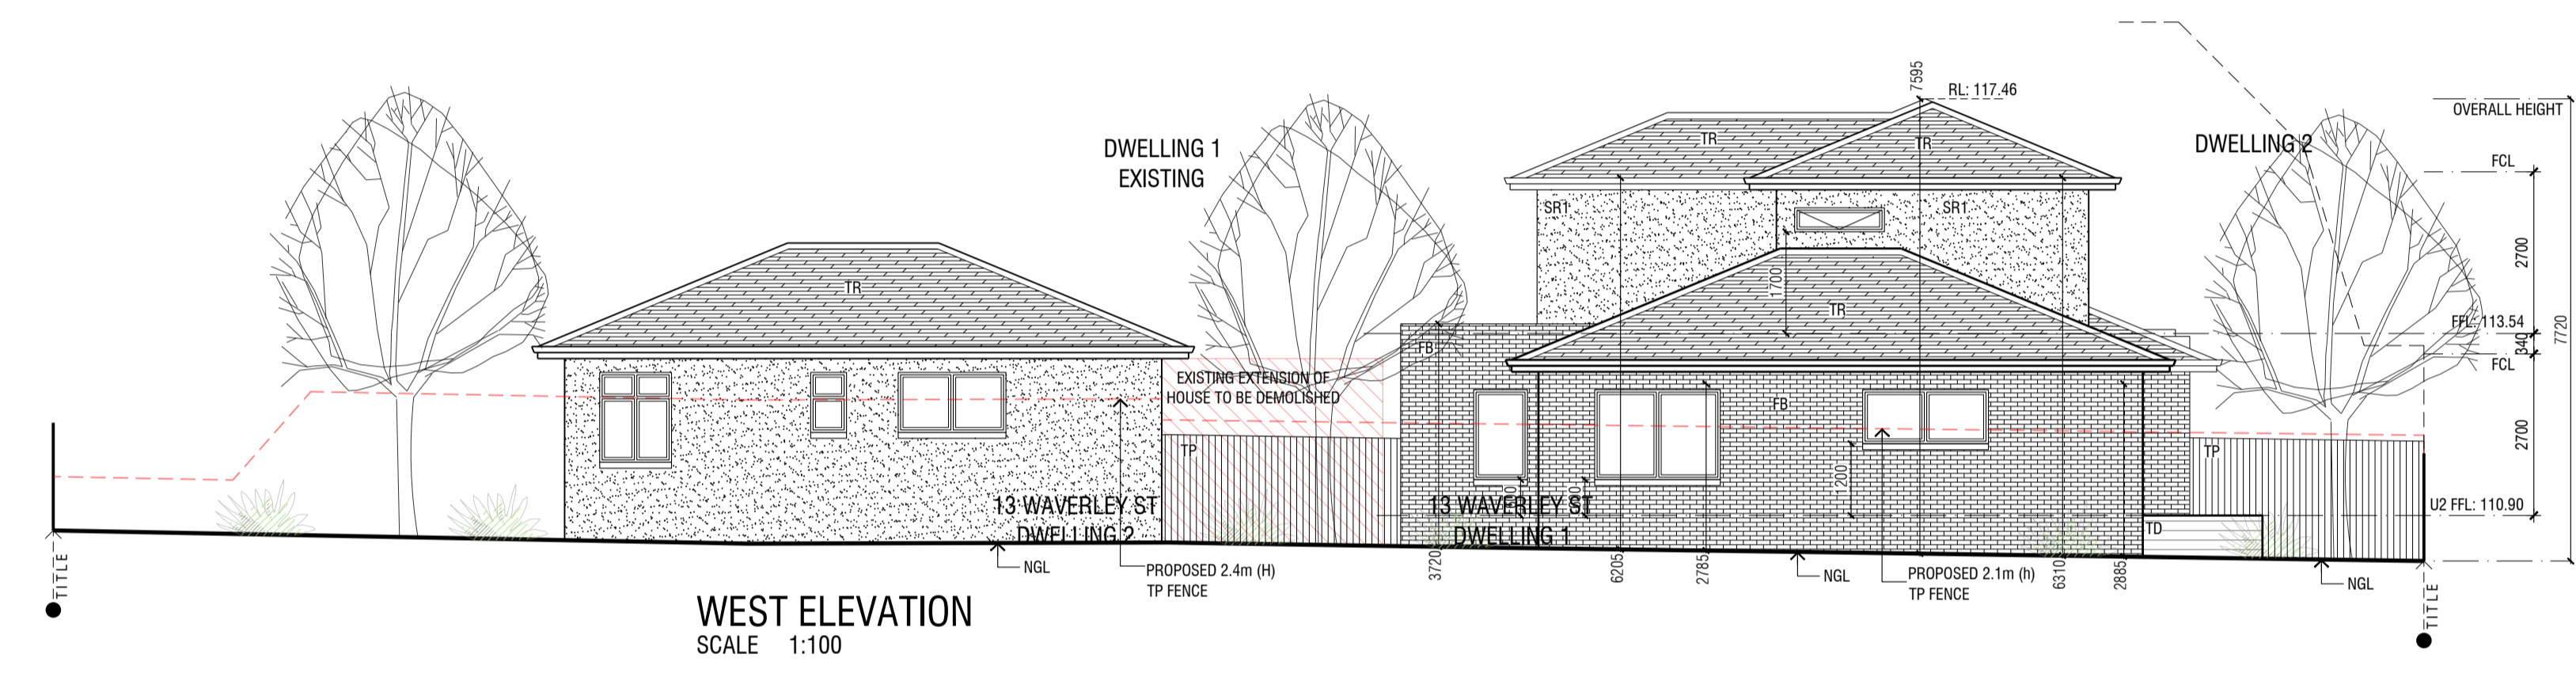 7595
RL: 117.46
OVERALL HEIGHT
DWELLING 1
EXISTING
TR
TR
DWELLING 2
FCL
SR1
SR1
2700
1700
TR
TR
FFL: 113.54
340
7720
FB
FCL
EXISTING EXTENSION OF
HOUSE TO BE DEMOLISHED
FB
2700
TP
TP
1200
13 WAVERLEY ST
DWELLING 2
13 WAVERLEY ST
DWELLING 1
U2 FFL: 110.90
TD
TITLE
NGL
PROPOSED 2.4m (H)
TP FENCE
3720
6205
2785
NGL
PROPOSED 2.1m (h)
TP FENCE
6310
2885
NGL
TITLE
WEST ELEVATION
SCALE 1:100